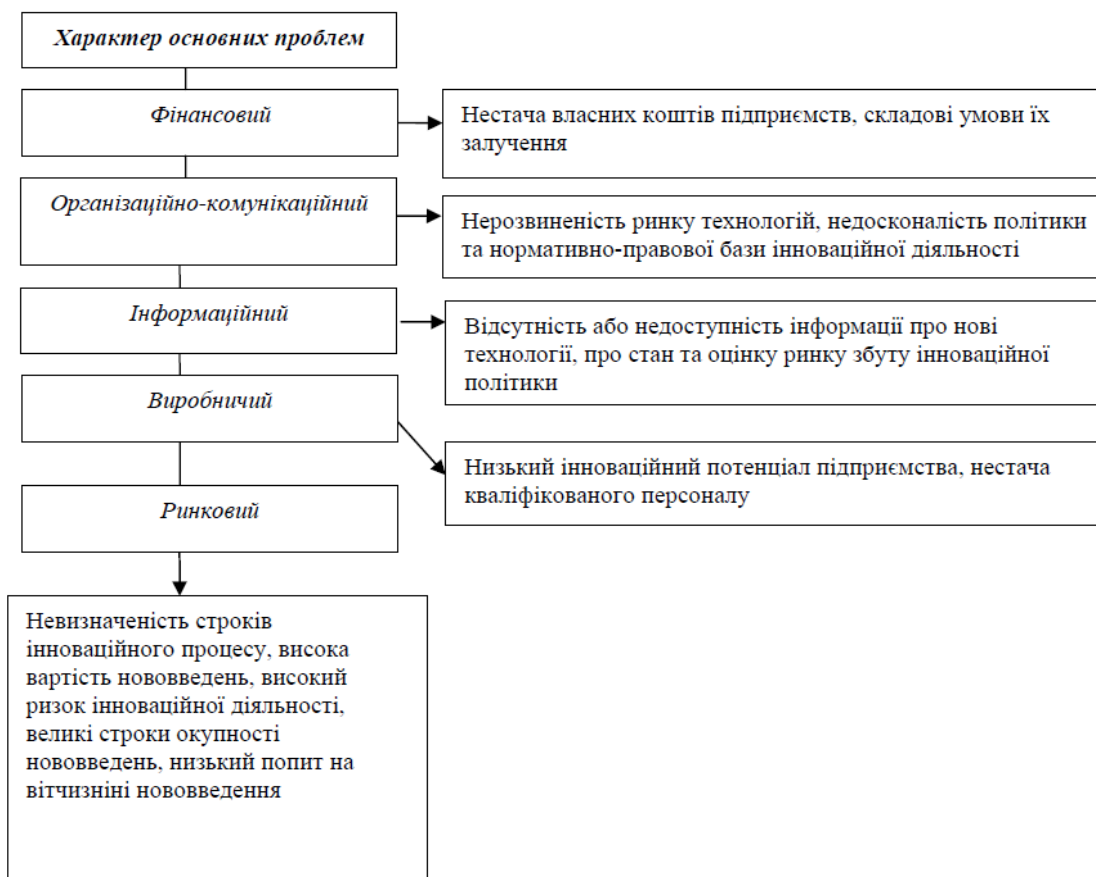 Характер основних проблем
Фінансовий
Нестача власних коштів підприємств, складові умови їх
залучення
Організаційно-комунікаційний
Нерозвиненість ринку технологій, недосконалість політики
та нормативно-правової бази інноваційної діяльності
Інформаційний
Відсутність або недоступність інформації про нові
технології, про стан та оцінку ринку збуту інноваційної
політики
Виробничий
Низький інноваційний потенціал підприємства, нестача
кваліфікованого персоналу
Ринковий
Невизначеність строків
інноваційного процесу, висока
вартість нововведень, високий
ризок інноваційної діяльності,
великі строки окупності
нововведень, низький попит на
вітчизніні нововведення